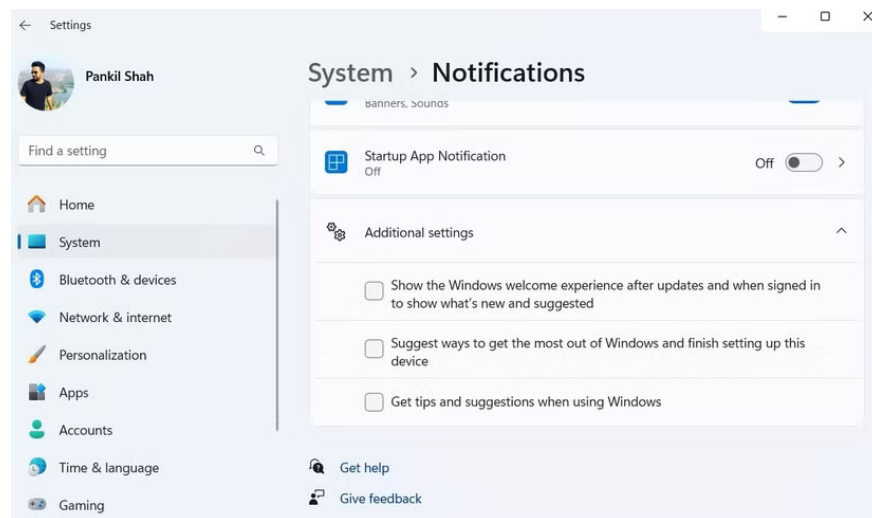 Settings
Pankil Shah
Find a setting
Home
System
Bluetooth & devices
Network & internet
Personalization
Apps
Accounts
Time & language
Gaming
System › Notifications
Banners, Sounds
Startup App Notification
Off
Off
Additional settings
Show the Windows welcome experience after updates and when signed in
to show what's new and suggested
Suggest ways to get the most out of Windows and finish setting up this
device
Get tips and suggestions when using Windows
Get help
Give feedback